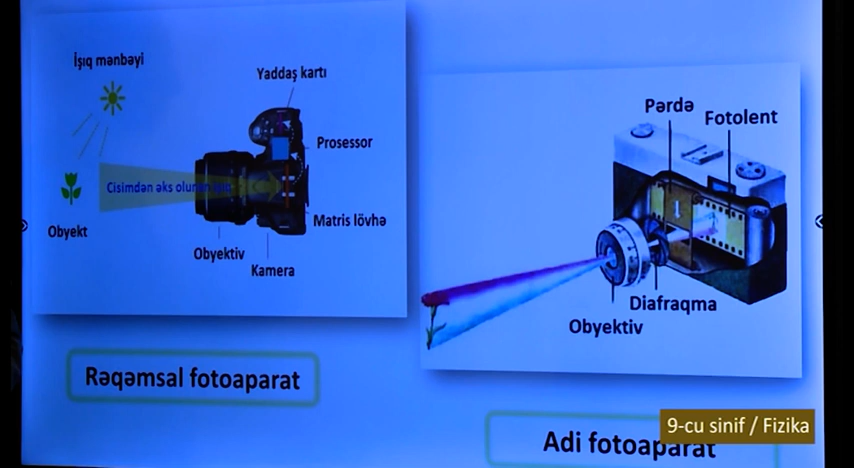 İşıq mənbəyi
Yaddaş kartı
Prosessor
Cisimdən əks olunan işıq
Matris lövhə
Obyekt
Obyektiv
Kamera
Rəqəmsal fotoaparat
Pərdə
Fotolent
Diafraqma
Obyektiv
Adi fotoaparat
9-cu sinif / Fizika